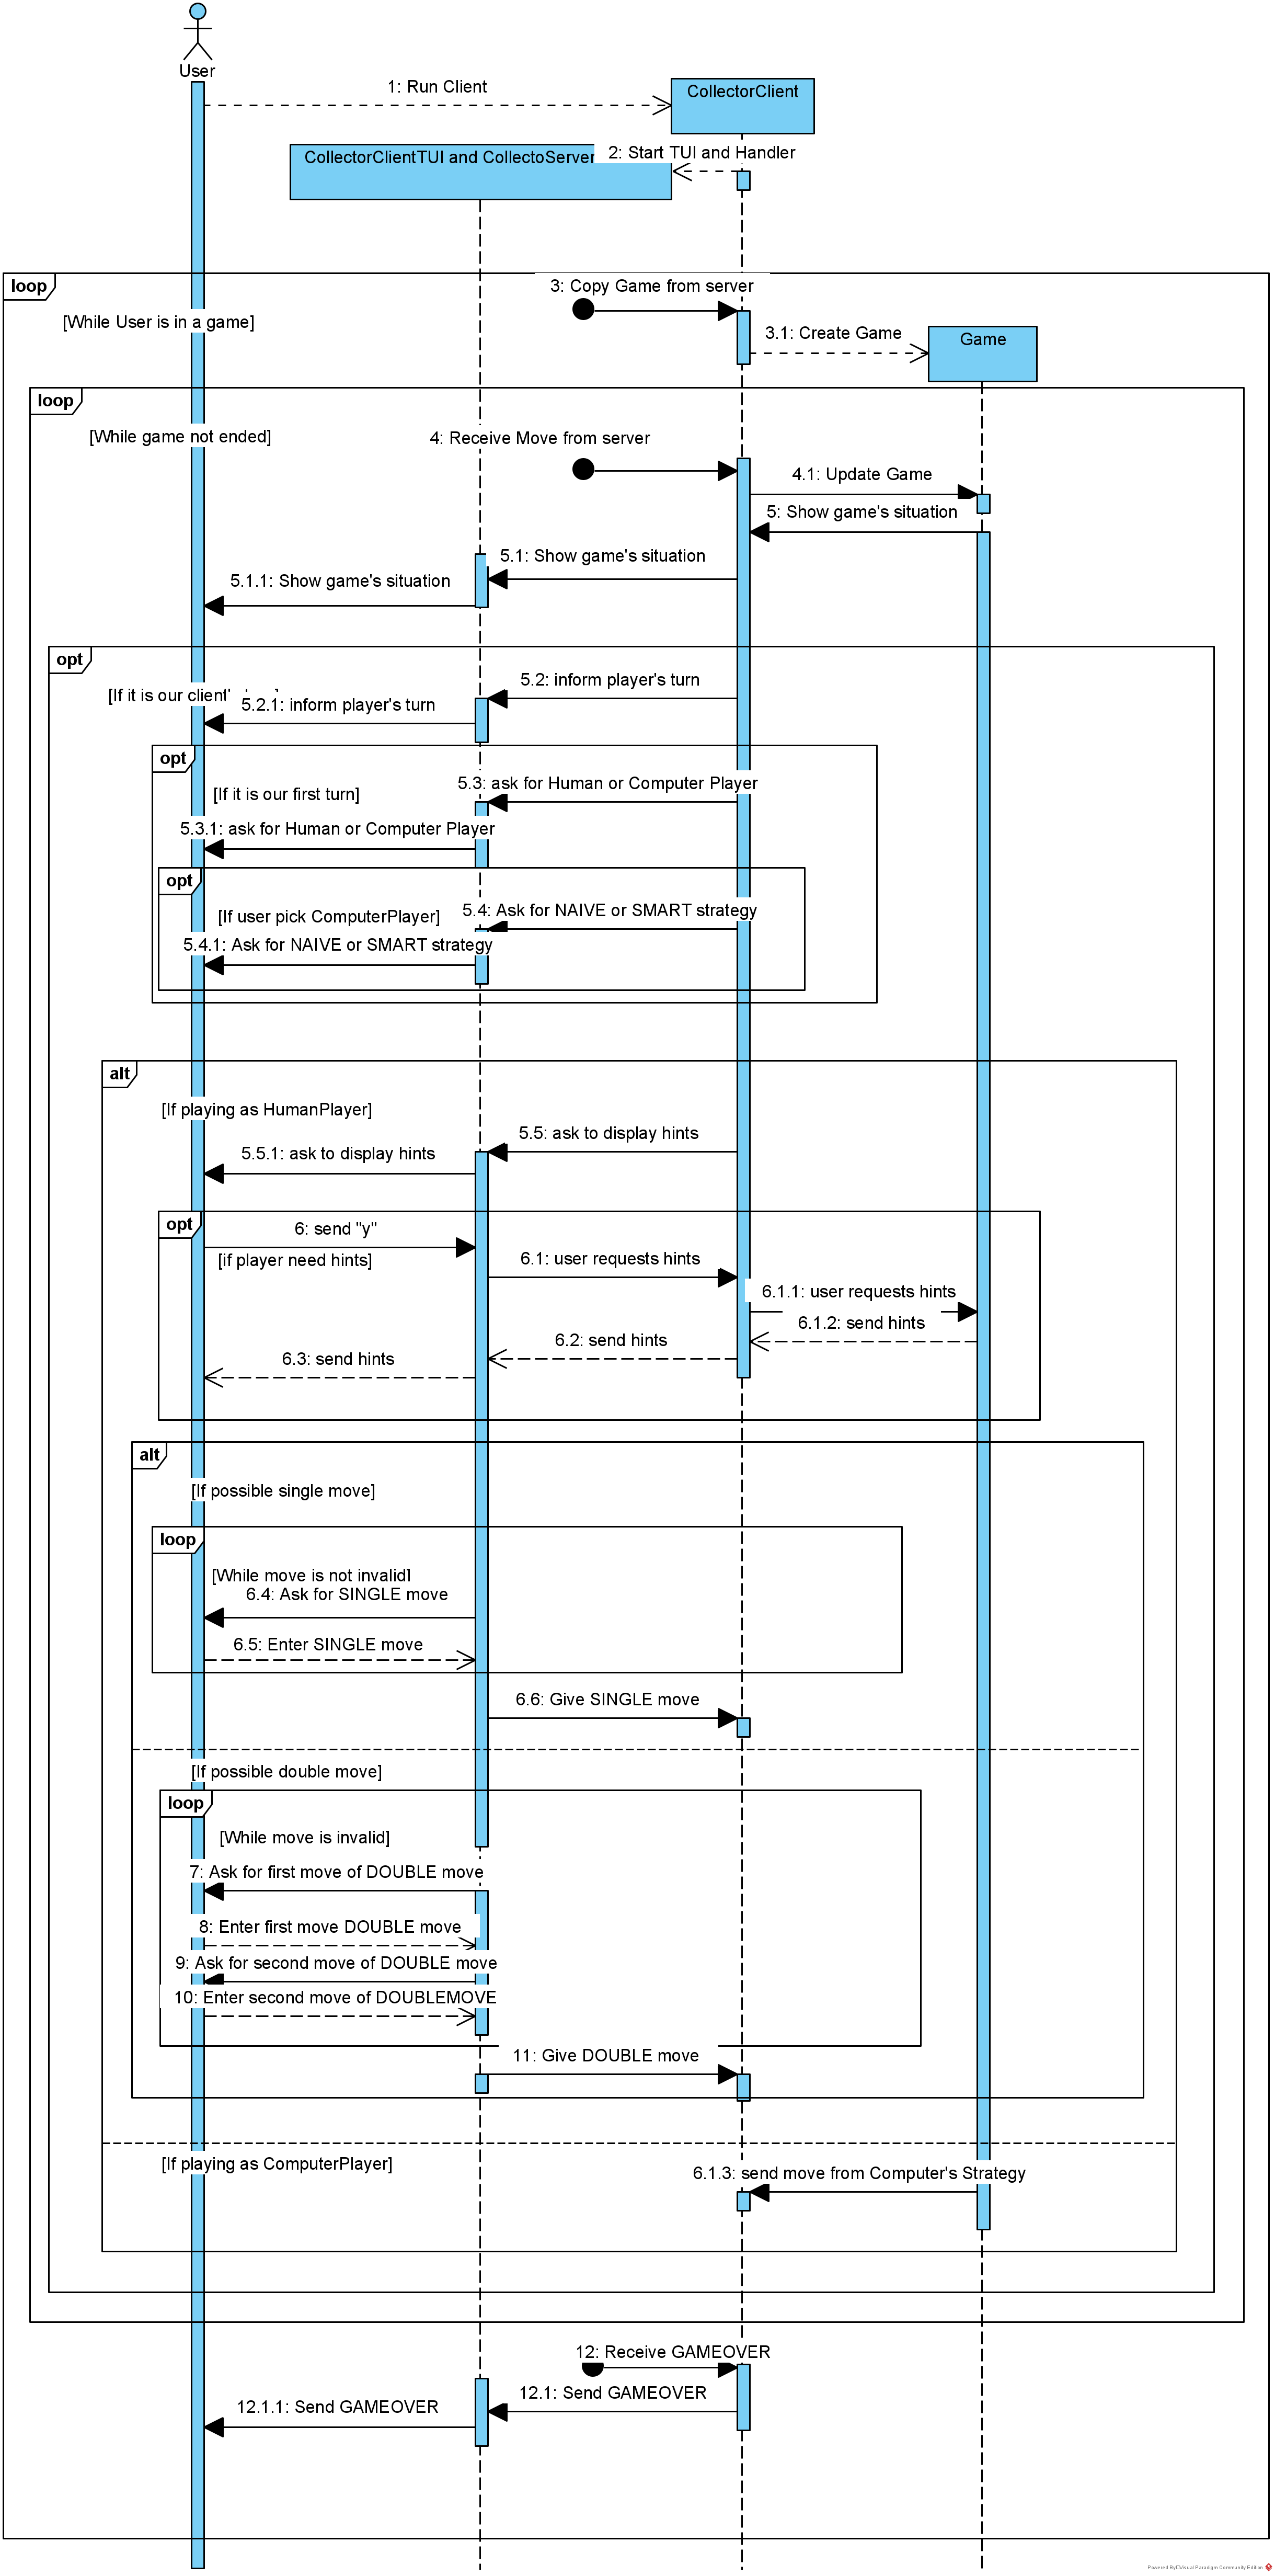 User
1: Run Client
CollectorClient
CollectorClientTUI and CollectoServer
2: Start TUI and Handler
loop
[While User is in a game]
3: Copy Game from server
3.1: Create Game
Game
loop
[While game not ended]
4: Receive Move from server
4.1: Update Game
5: Show game's situation
5.1: Show game's situation
5.1.1: Show game's situation
opt
[If it is our client'
5.2: inform player's turn
5.2.1: inform player's turn
opt
[If it is our first turn]
5.3: ask for Human or Computer Player
5.3.1: ask for Human or Computer Player
opt
[If user pick ComputerPlayer]
5.4: Ask for NAIVE or SMART strategy
5.4.1: Ask for NAIVE or SMART strategy
alt
[If playing as HumanPlayer]
5.5: ask to display hints
5.5.1: ask to display hints
opt
6: send "y"
[if player need hints]
6.1: user requests hints
6.1.1: user requests hints
6.1.2: send hints
6.2: send hints
6.3: send hints
alt
[If possible single move]
loop
[While move is not invalid]
6.4: Ask for SINGLE move
6.5: Enter SINGLE move
6.6: Give SINGLE move
[If possible double move]
loop
[While move is invalid]
7: Ask for first move of DOUBLE move
8: Enter first move DOUBLE move
9: Ask for second move of DOUBLE move
10: Enter second move of DOUBLEMOVE
11: Give DOUBLE move
[If playing as ComputerPlayer]
6.1.3: send move from Computer's Strategy
12: Receive GAMEOVER
12.1: Send GAMEOVER
12.1.1: Send GAMEOVER
Powered By Visual Paradigm Community Edition